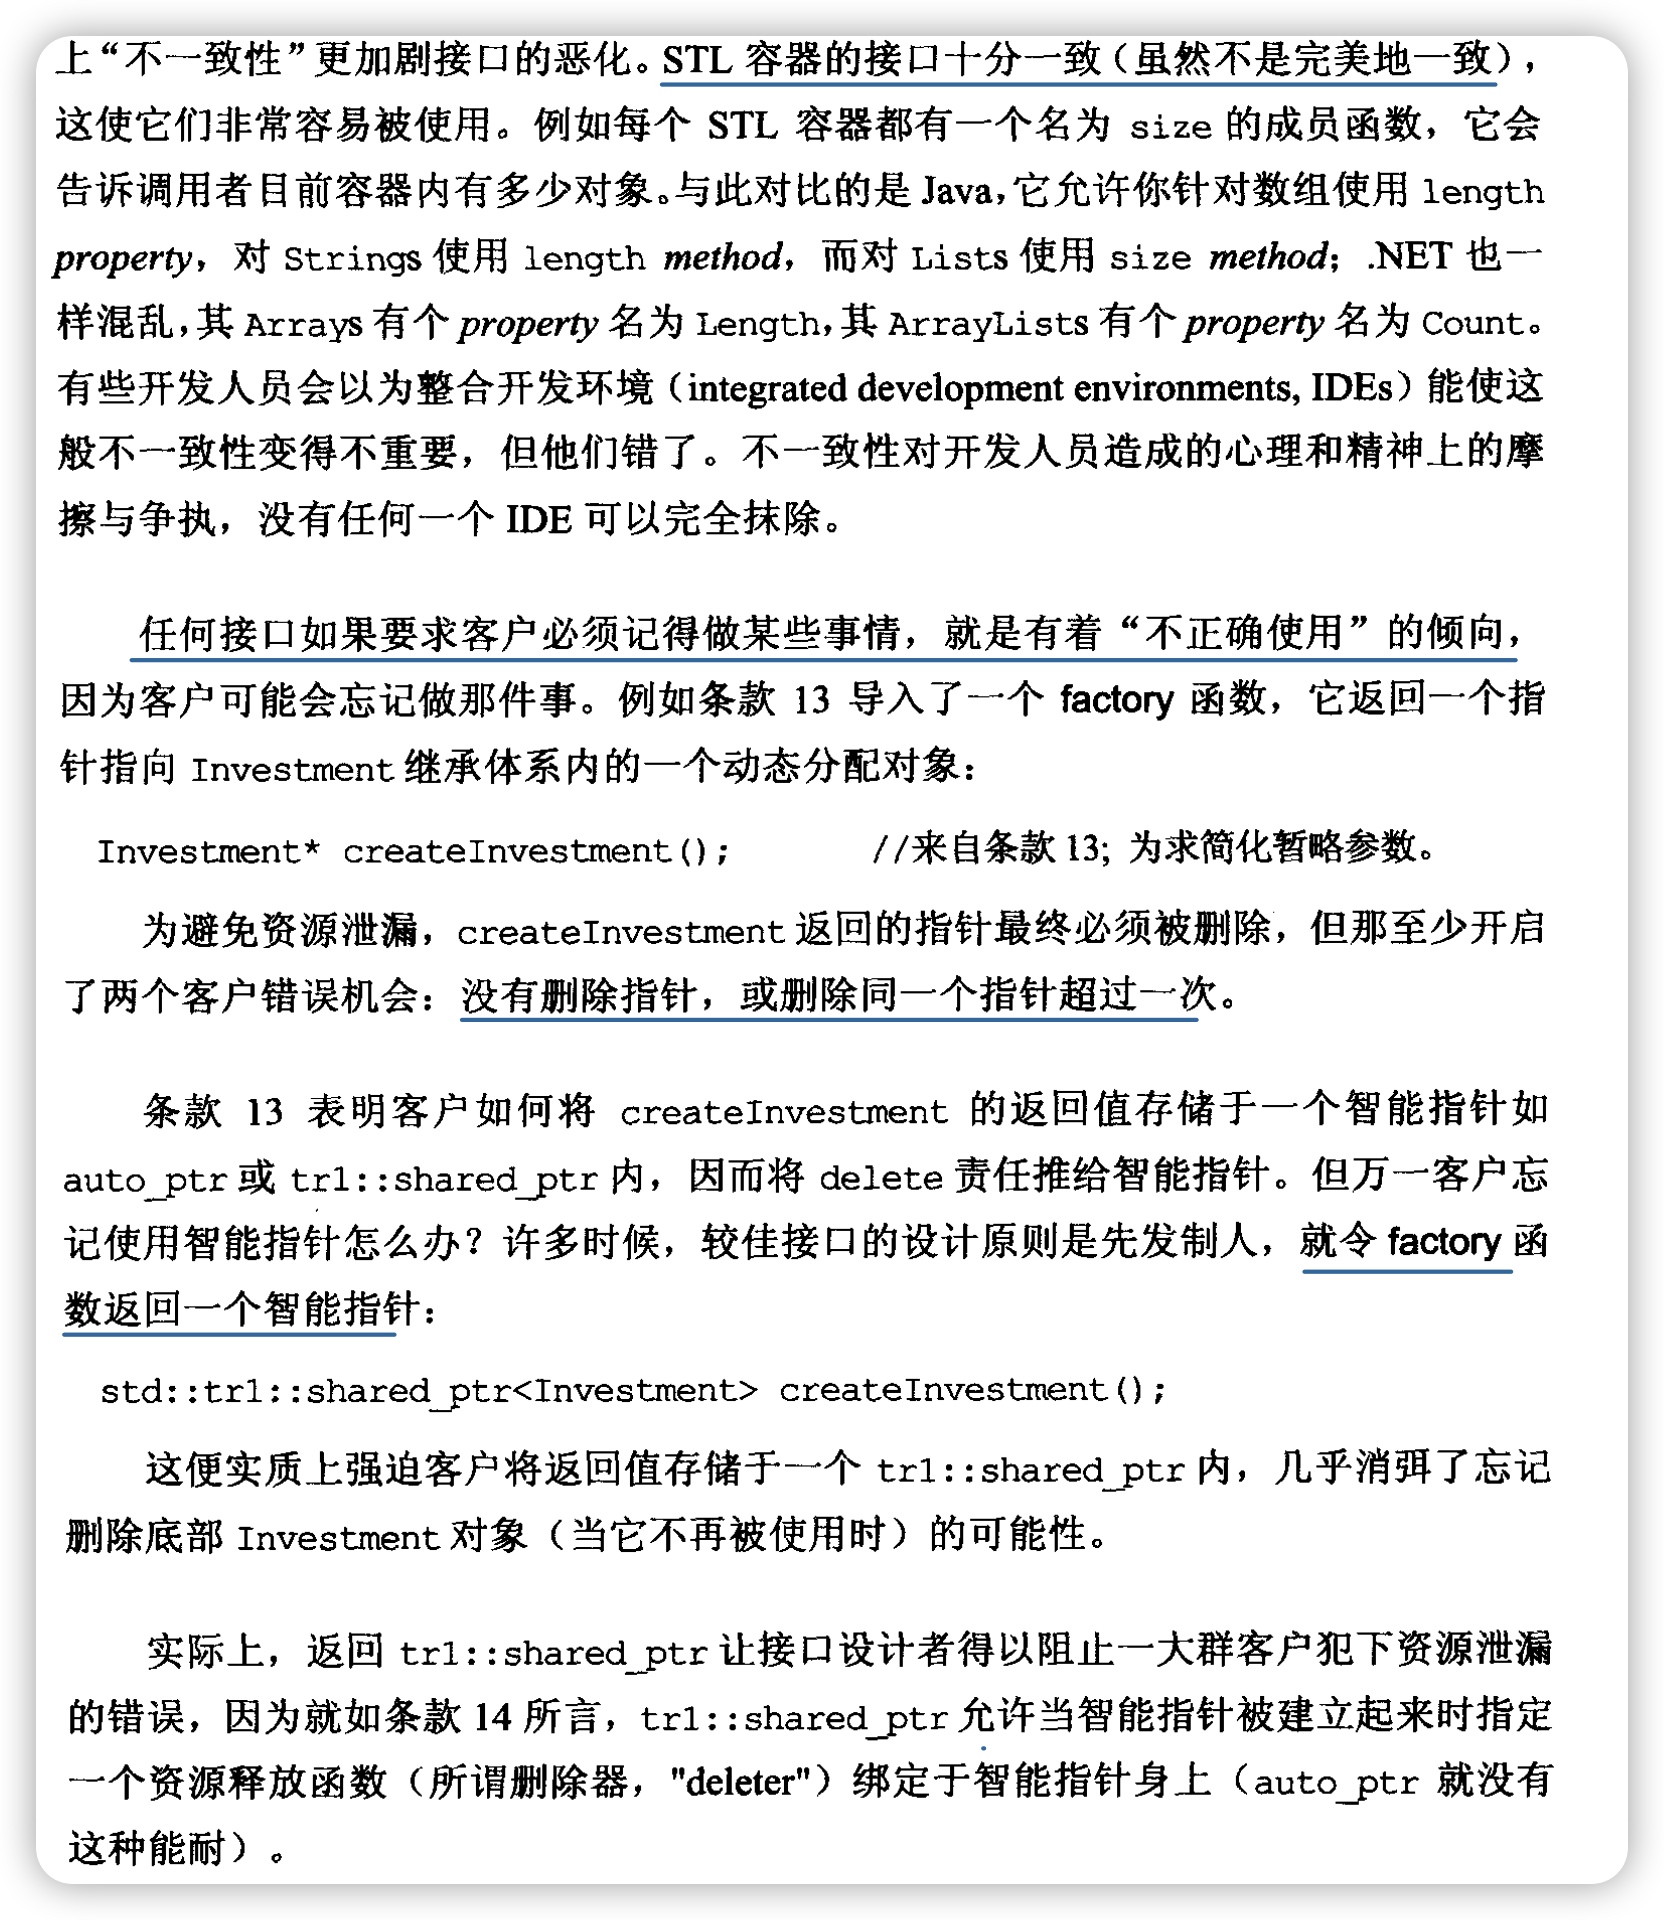 上“不一致性”更加剧接口的恶化。STL 容器的接口十分一致（虽然不是完美地一致），
这使它们非常容易被使用。例如每个 STL 容器都有一个名为 size 的成员函数，它会
告诉调用者目前容器内有多少对象。与此对比的是 Java，它允许你针对数组使用 length
property，对 Strings 使用 length method，而对 Lists 使用 size method；.NET 也一
样混乱，其 Arrays 有个 property 名为 Length，其 ArrayLists 有个 property 名为 Count。
有些开发人员会以为整合开发环境（integrated development environments, IDEs）能使这
般不一致性变得不重要，但他们错了。不一致性对开发人员造成的心理和精神上的摩
擦与争执，没有任何一个 IDE 可以完全抹除。
任何接口如果要求客户必须记得做某些事情，就是有着“不正确使用”的倾向，
因为客户可能会忘记做那件事。例如条款 13 导入了一个 factory 函数，它返回一个指
针指向 Investment 继承体系内的一个动态分配对象：
Investment* createInvestment(); //来自条款 13; 为求简化暂略参数。
为避免资源泄漏，createInvestment 返回的指针最终必须被删除，但那至少开启
了两个客户错误机会：没有删除指针，或删除同一个指针超过一次。
条款 13 表明客户如何将 createInvestment 的返回值存储于一个智能指针如
auto_ptr 或 tr1::shared_ptr 内，因而将 delete 责任推给智能指针。但万一客户忘
记使用智能指针怎么办？许多时候，较佳接口的设计原则是先发制人，就令 factory 函
数返回一个智能指针：
std::tr1::shared_ptr<Investment> createInvestment();
这便实质上强迫客户将返回值存储于一个 tr1::shared_ptr 内，几乎消弭了忘记
删除底部 Investment 对象（当它不再被使用时）的可能性。
实际上，返回 tr1::shared_ptr 让接口设计者得以阻止一大群客户犯下资源泄漏
的错误，因为就如条款 14 所言，tr1::shared_ptr 允许当智能指针被建立起来时指定
一个资源释放函数（所谓删除器，"deleter"）绑定于智能指针身上（auto_ptr 就没有
这种能耐）。